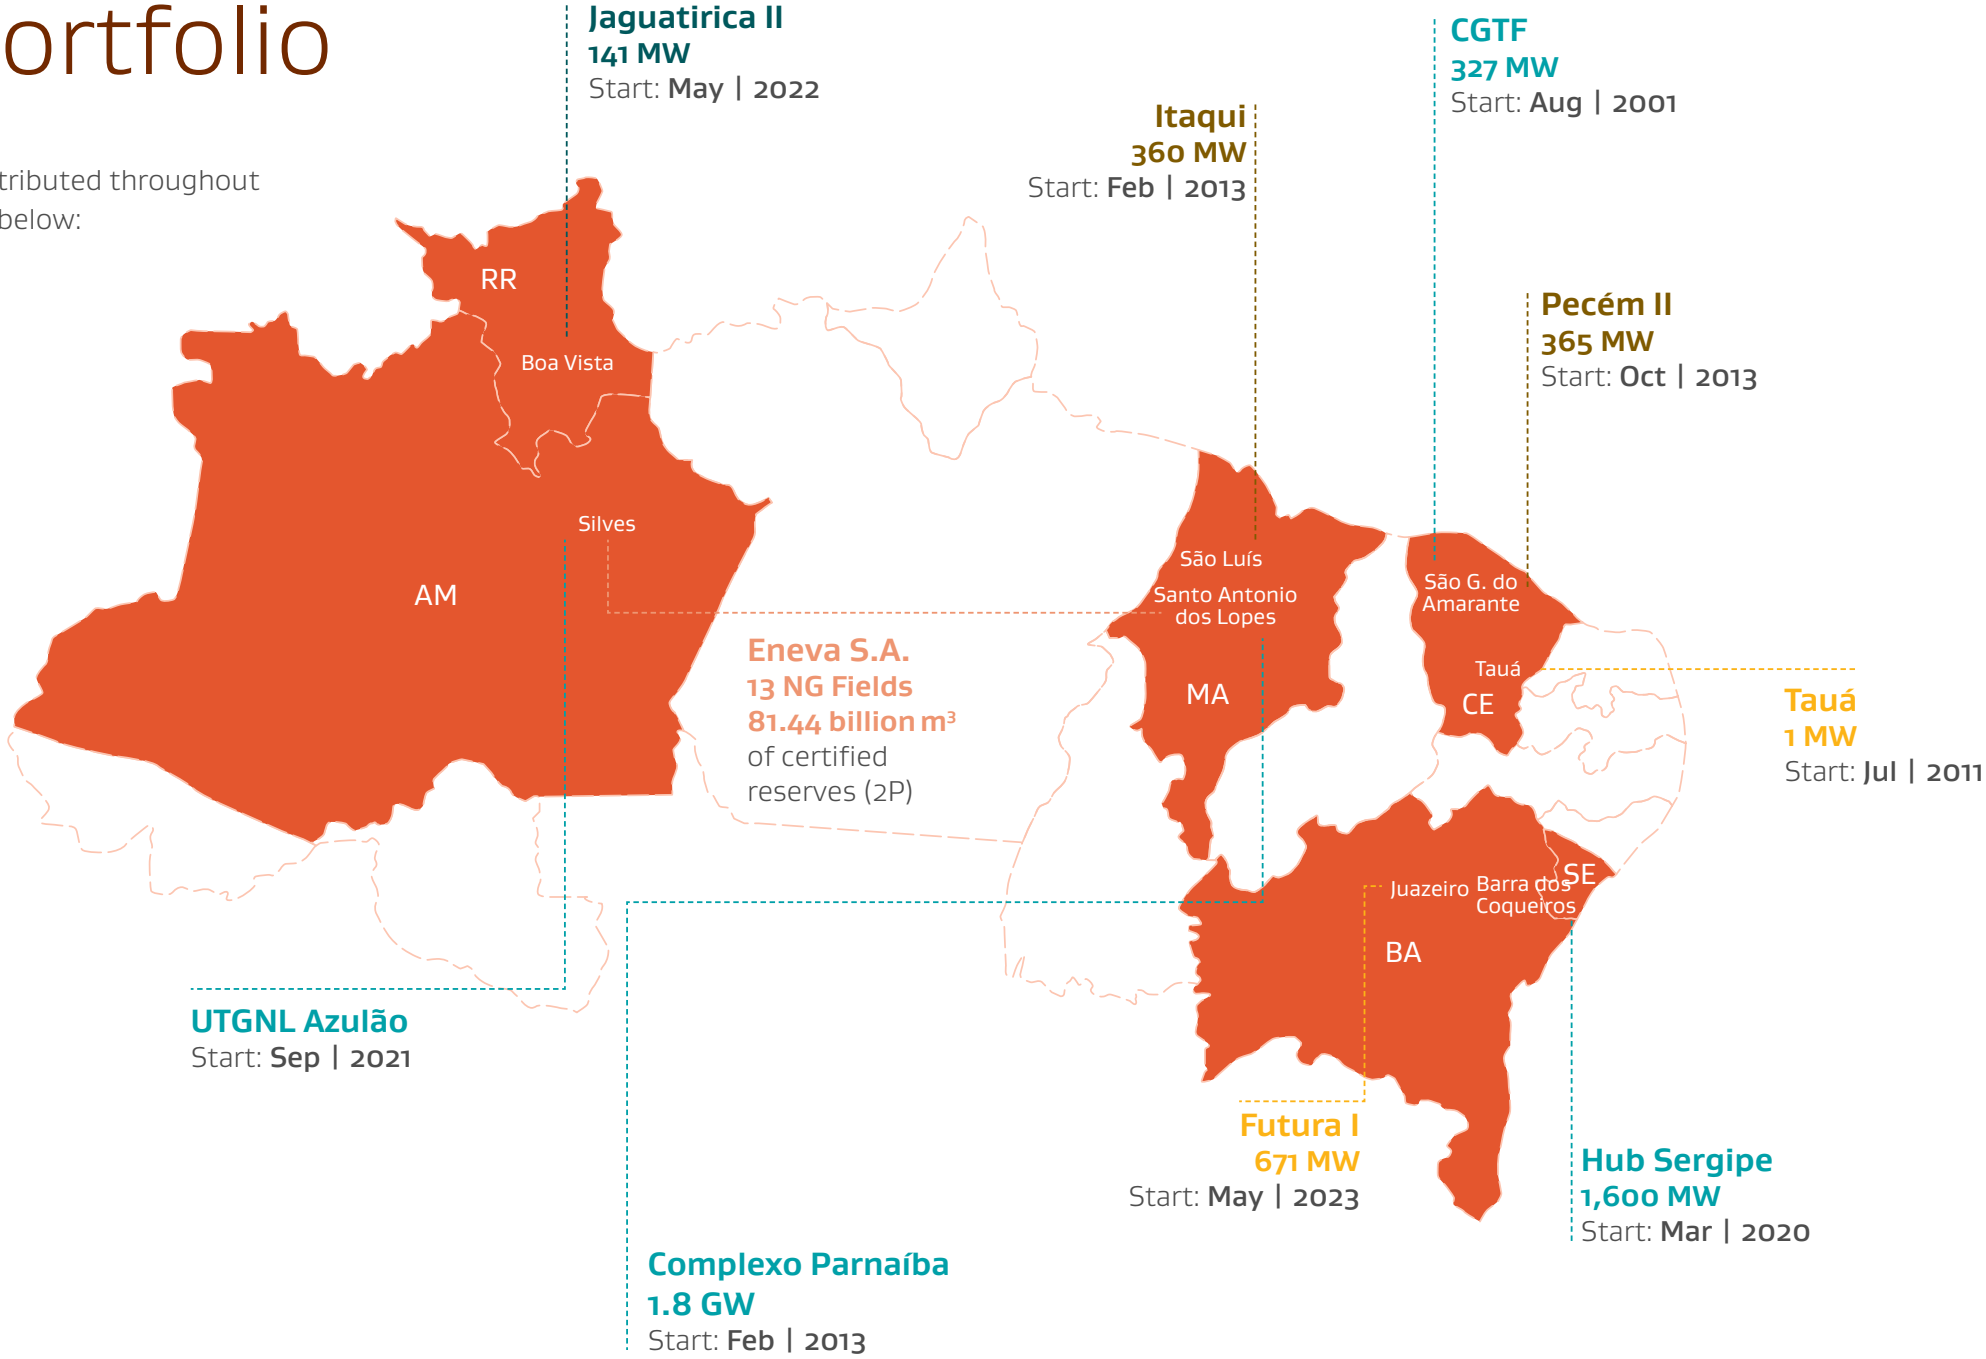 ortfolio
tributed throughout
below:
Jaguatirica II
141 MW
Start: May | 2022
CGTF
327 MW
Start: Aug | 2001
Itaqui
360 MW
Start: Feb | 2013
Pecém II
365 MW
Start: Oct | 2013
RR
Boa Vista
Silves
AM
São Luís
Santo Antonio
dos Lopes
MA
São G. do
Amarante
Tauá
CE
Eneva S.A.
13 NG Fields
81.44 billion m³
of certified
reserves (2P)
Tauá
1 MW
Start: Jul | 2011
SE
Juazeiro
Barra dos
Coqueiros
BA
UTGNL Azulão
Start: Sep | 2021
Futura I
671 MW
Start: May | 2023
Hub Sergipe
1,600 MW
Start: Mar | 2020
Complexo Parnaíba
1.8 GW
Start: Feb | 2013